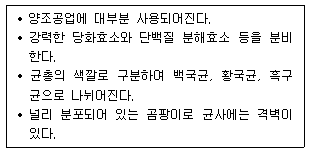 • 양조공업에 대부분 사용되어진다.
• 강력한 당화효소와 단백질 분해효소 등을 분비
한다.
• 균총의 색깔로 구분하여 백국균, 황국균, 흑구
균으로 나뉘어진다.
• 널리 분포되어 있는 곰팡이로 균사에는 격벽이
있다.